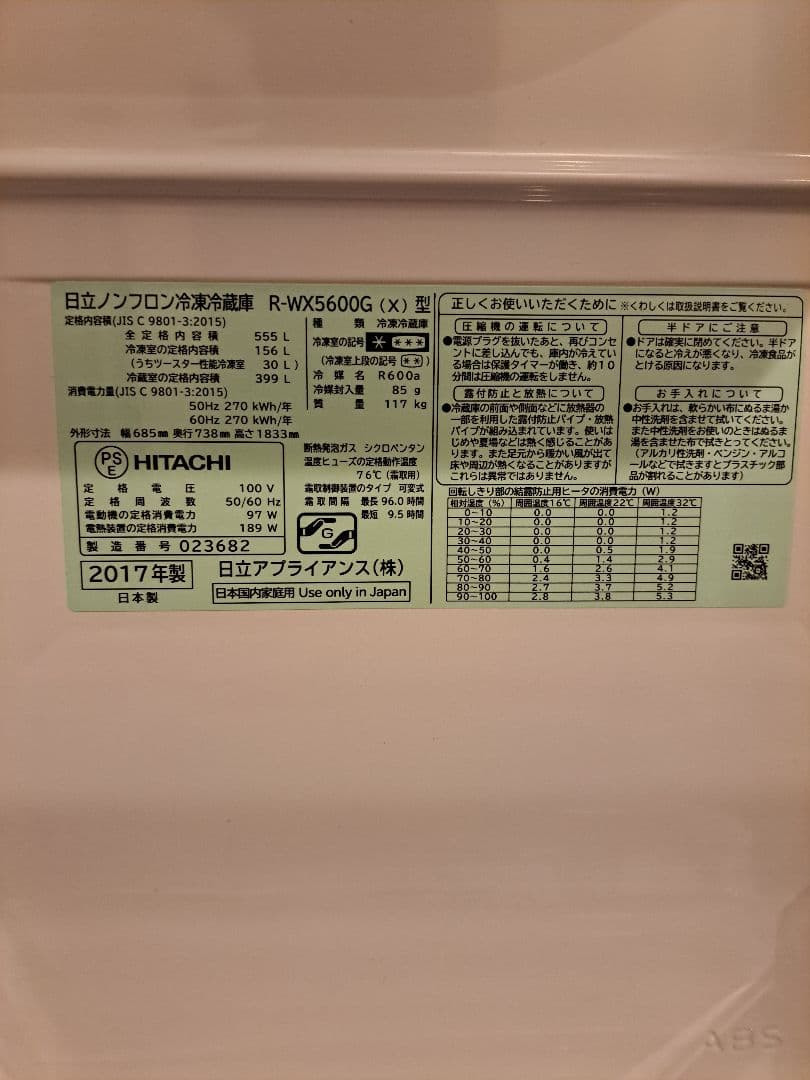 日立ノンフロン冷凍冷蔵庫 R-WX5600G（X）型
定格内容積(JIS C 9801-3:2015)
全定格内容積 555 L
冷凍室の定格内容積 156 L
(うちツースター性能冷凍室 30 L)
冷蔵室の定格内容積 399 L
消費電力量(JIS C 9801-3:2015)
50Hz 270 kWh/年
60Hz 270 kWh/年
外形寸法 幅685㎜ 奥行738㎜ 高さ1833㎜
種類 冷凍冷蔵庫
冷凍室の記号 * ***
(冷凍室上段の記号 **)
冷媒名 R600a
冷媒封入量 85 g
質量 117 kg
PS E HITACHI
定格電圧 100 V
定格周波数 50/60 Hz
電動機の定格消費電力 97 W
電熱装置の定格消費電力 189 W
製造番号 023682
断熱発泡ガス シクロペンタン
温度ヒューズの定格動作温度
76℃（霜取用）
霜取制御装置のタイプ 可変式
霜取間隔 最長 96.0 時間
最短 9.5 時間
G
2017年製
日本製
日立アプライアンス(株)
日本国内家庭用 Use only in Japan
正しくお使いいただくために ※くわしくは取扱説明書をご覧ください。
圧縮機の運転について
●電源プラグを抜いたあと、再びコンセ
ントに差し込んでも、庫内が冷えてい
る場合は保護タイマーが働き、約１０
分間は圧縮機の運転をしません。
露付防止と放熱について
●冷蔵庫の前面や側面などに放熱器の
一部を利用した露付防止パイプ・放熱
パイプが組み込まれています。使いは
じめや夏場などは熱く感じることがあ
ります。また足元から暖かい風が出て
床や周辺が熱くなることがありますが
これらは異常ではありません。
半ドアにご注意
●ドアは確実に閉めてください。半ドア
になると冷えが悪くなり、冷凍食品が
とける原因になります。
お手入れについて
●お手入れは、軟らかい布にぬるま湯か
中性洗剤を含ませて拭いてください。
また中性洗剤をお使いのときはぬるま
湯を含ませた布で拭きとってください。
（アルカリ性洗剤・ベンジン・アルコ
ールなどで拭きますとプラスチック部
品が割れることがあります）
回転しきり部の結露防止用ヒータの消費電力（W）
相対湿度（％） 周囲温度16℃ 周囲温度22℃ 周囲温度32℃
0～10 0.0 0.0 1.2
10～20 0.0 0.0 1.2
20～30 0.0 0.0 1.2
30～40 0.0 0.0 1.2
40～50 0.0 0.5 1.9
50～60 0.4 1.4 2.9
60～70 1.6 2.6 4.1
70～80 2.4 3.3 4.9
80～90 2.7 3.7 5.2
90～100 2.8 3.8 5.3
ABS